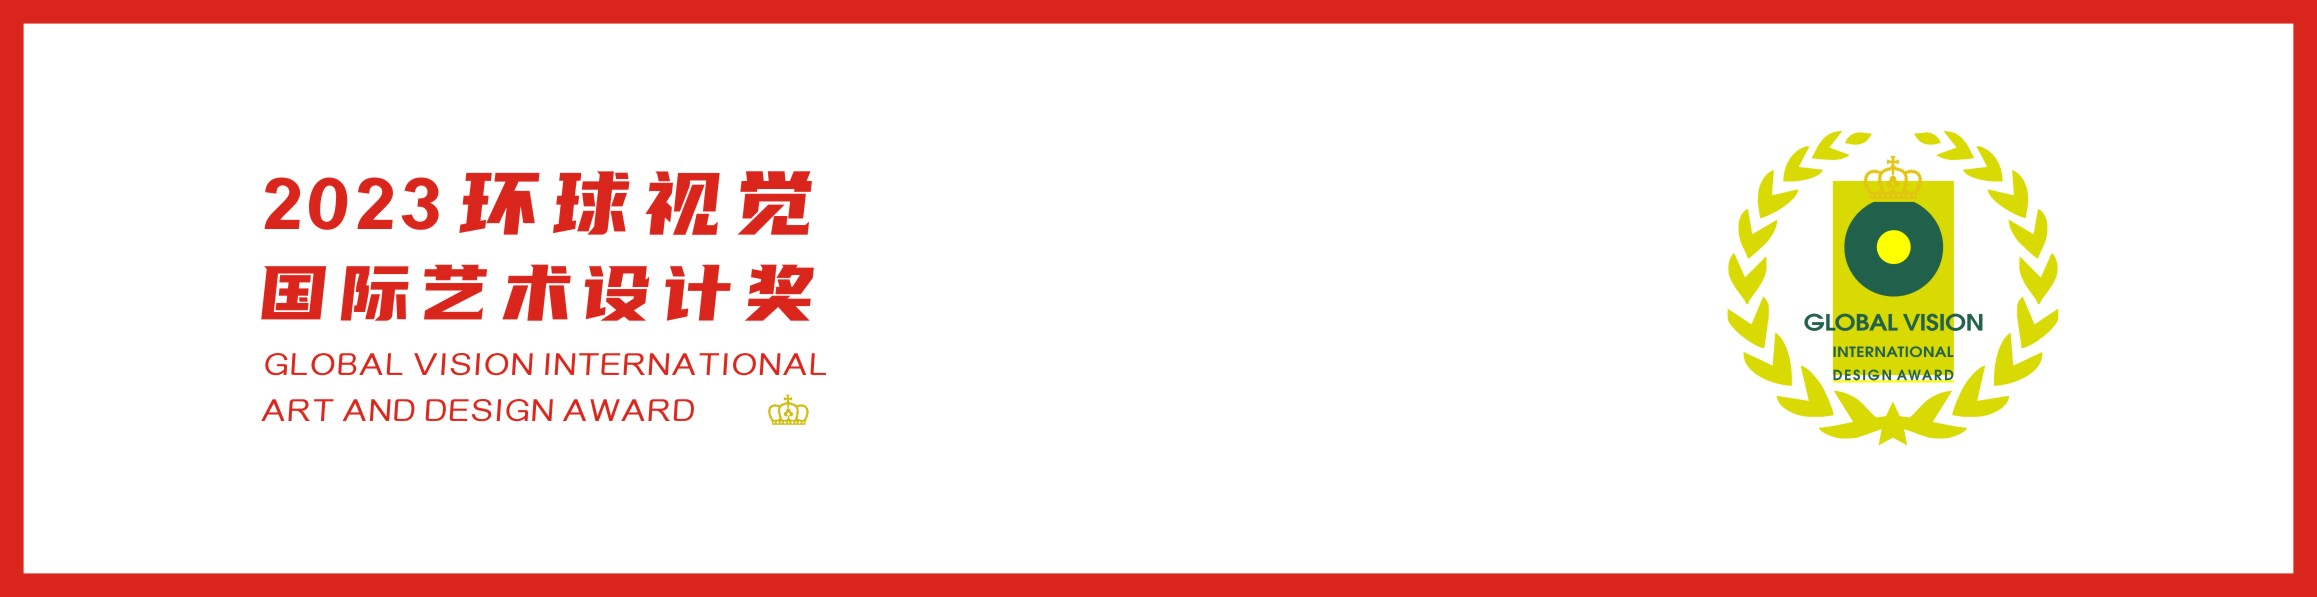 2023环球视觉
国际艺术设计奖
GLOBAL VISION INTERNATIONAL
ART AND DESIGN AWARD
GLOBAL VISION
INTERNATIONAL
DESIGN AWARD